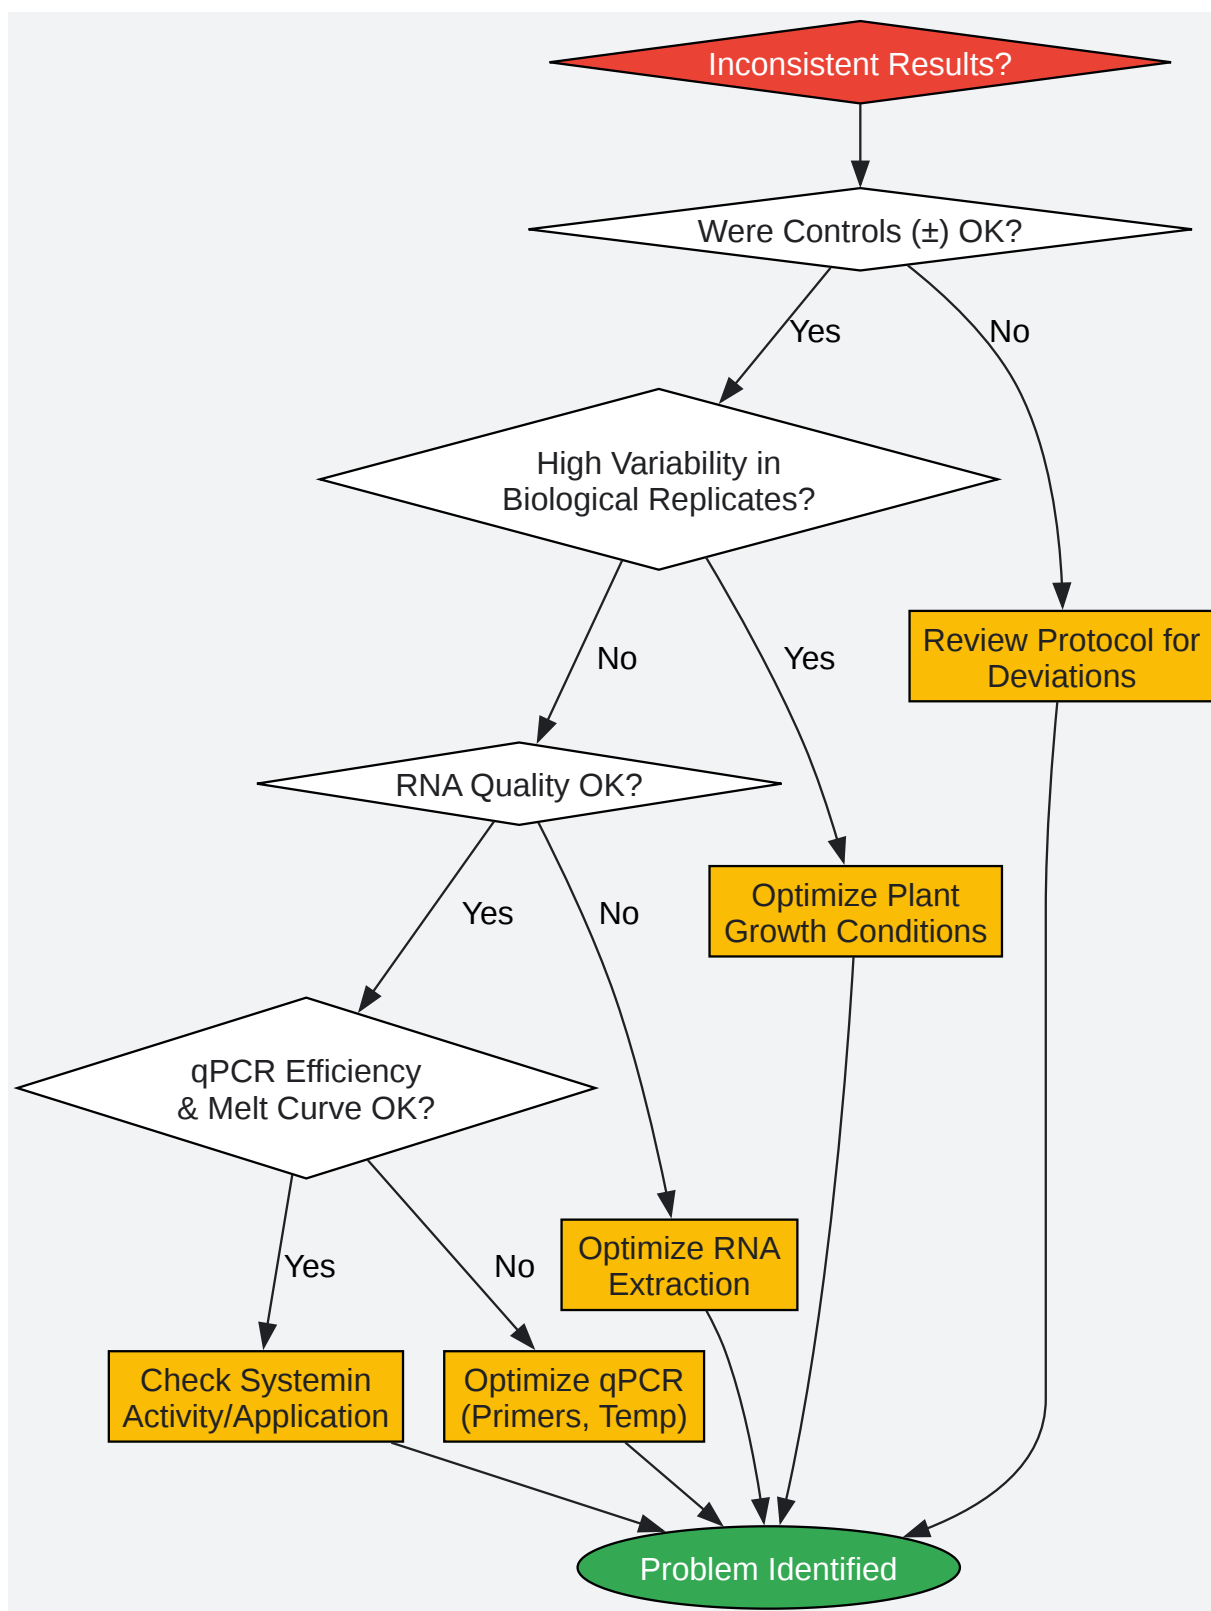 Inconsistent Results?
Were Controls (±) OK?
Yes
No
High Variability in
Biological Replicates?
No
Yes
Review Protocol for
Deviations
RNA Quality OK?
Yes
No
Optimize Plant
Growth Conditions
qPCR Efficiency
& Melt Curve OK?
Yes
No
Optimize RNA
Extraction
Check Systemin
Activity/Application
Optimize qPCR
(Primers, Temp)
Problem Identified